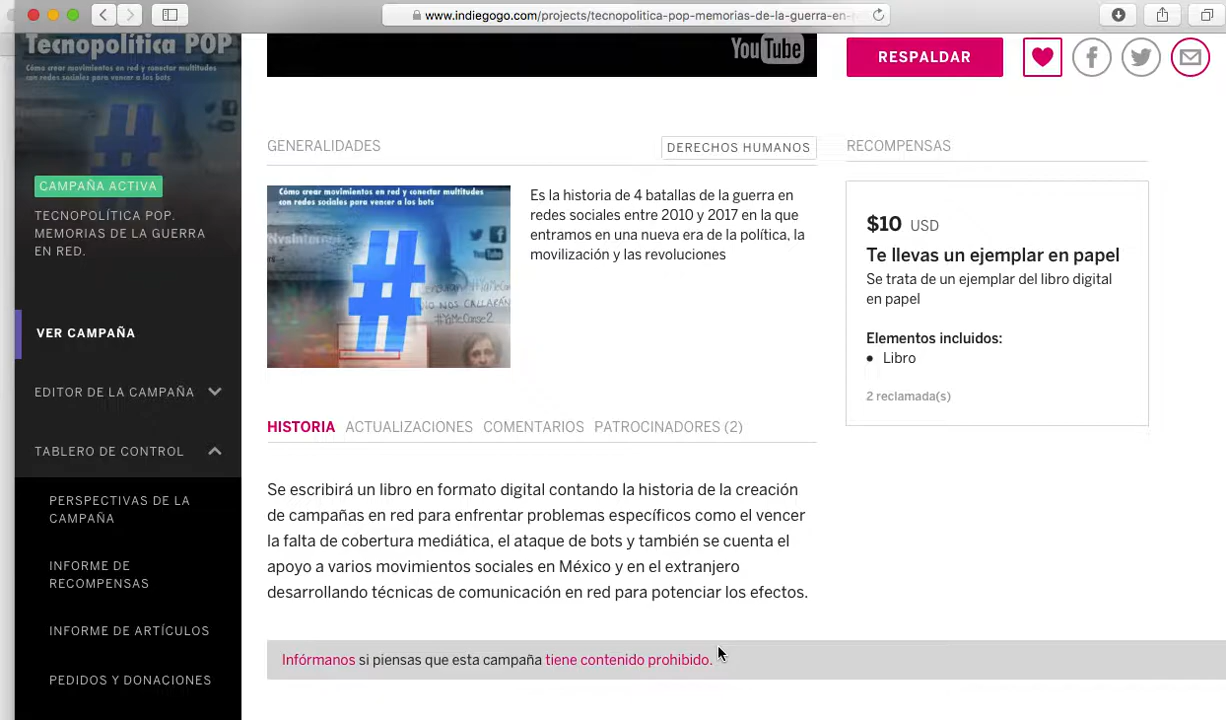 www.indiegogo.com/projects/tecnopolitica-pop-memorias-de-la-guerra-en-
Tecnopolítica POP
Cómo crear movimientos en red y conectar multitudes
con redes sociales para vencer a los bots
CAMPAÑA ACTIVA
TECNOPOLÍTICA POP.
MEMORIAS DE LA GUERRA
EN RED.
VER CAMPAÑA
EDITOR DE LA CAMPAÑA
TABLERO DE CONTROL
PERSPECTIVAS DE LA
CAMPAÑA
INFORME DE
RECOMPENSAS
INFORME DE ARTÍCULOS
PEDIDOS Y DONACIONES
YouTube
RESPALDAR
GENERALIDADES
DERECHOS HUMANOS
Cómo crear movimientos en red y conectar multitudes
con redes sociales para vencer a los bots
#
NO NOS CALLARÁN
Es la historia de 4 batallas de la guerra en
redes sociales entre 2010 y 2017 en la que
entramos en una nueva era de la política, la
movilización y las revoluciones
HISTORIA ACTUALIZACIONES COMENTARIOS PATROCINADORES (2)
Se escribirá un libro en formato digital contando la historia de la creación
de campañas en red para enfrentar problemas específicos como el vencer
la falta de cobertura mediática, el ataque de bots y también se cuenta el
apoyo a varios movimientos sociales en México y en el extranjero
desarrollando técnicas de comunicación en red para potenciar los efectos.
Infórmanos si piensas que esta campaña tiene contenido prohibido.
RECOMPENSAS
$10 USD
Te llevas un ejemplar en papel
Se trata de un ejemplar del libro digital
en papel
Elementos incluidos:
• Libro
2 reclamada(s)